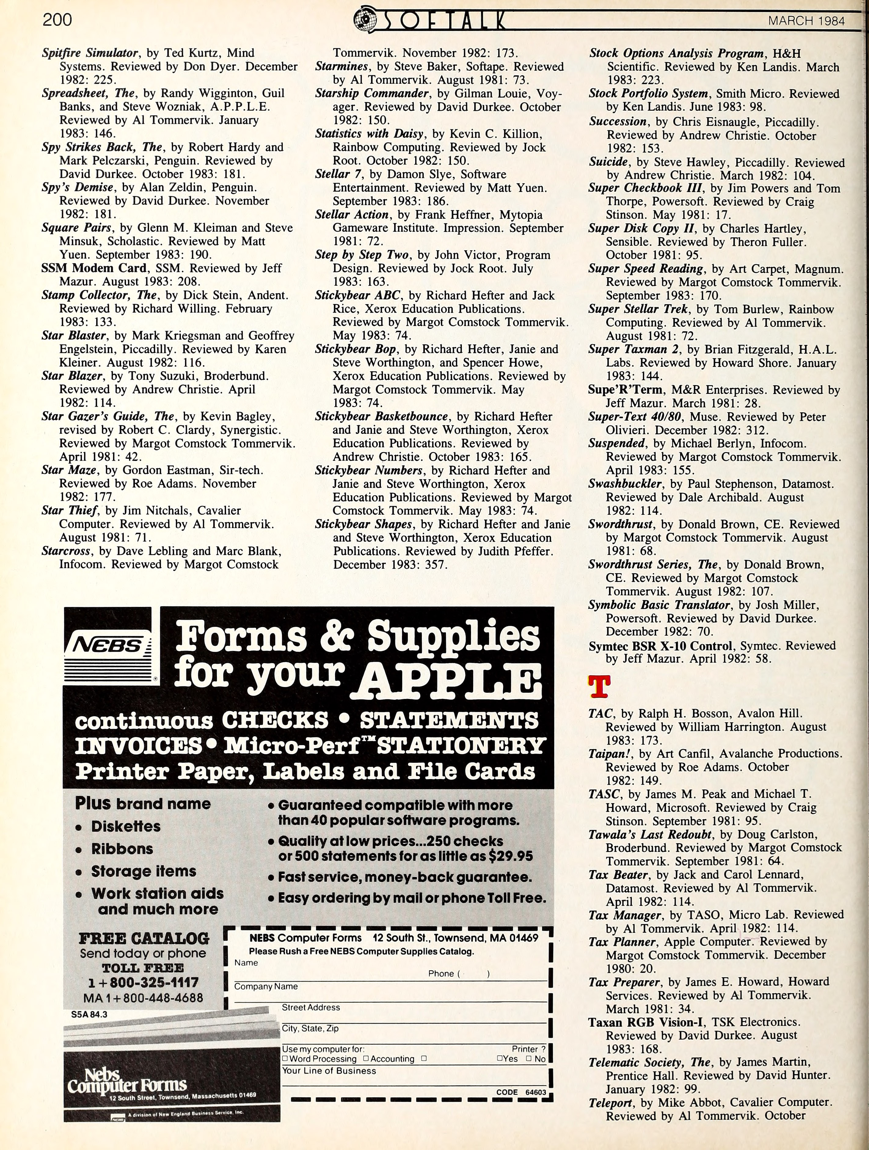 200
SOFTALK
MARCH 1984
Spitfire Simulator, by Ted Kurtz, Mind
Systems. Reviewed by Don Dyer. December
1982: 225.
Spreadsheet, The, by Randy Wigginton, Guil
Banks, and Steve Wozniak, A.P.P.L.E.
Reviewed by Al Tommervik. January
1983: 146.
Spy Strikes Back, The, by Robert Hardy and
Mark Pelczarski, Penguin. Reviewed by
David Durkee. October 1983: 181.
Spy's Demise, by Alan Zeldin, Penguin.
Reviewed by David Durkee. November
1982: 181.
Square Pairs, by Glenn M. Kleiman and Steve
Minsuk, Scholastic. Reviewed by Matt
Yuen. September 1983: 190.
SSM Modem Card, SSM. Reviewed by Jeff
Mazur. August 1983: 208.
Stamp Collector, The, by Dick Stein, Andent.
Reviewed by Richard Willing. February
1983: 133.
Star Blaster, by Mark Kriegsman and Geoffrey
Engelstein, Piccadilly. Reviewed by Karen
Kleiner. August 1982: 116.
Star Blazer, by Tony Suzuki, Broderbund.
Reviewed by Andrew Christie. April
1982: 114.
Star Gazer's Guide, The, by Kevin Bagley,
revised by Robert C. Clardy, Synergistic.
Reviewed by Margot Comstock Tommervik.
April 1981: 42.
Star Maze, by Gordon Eastman, Sir-tech.
Reviewed by Roe Adams. November
1982: 177.
Star Thief, by Jim Nitchals, Cavalier
Computer. Reviewed by Al Tommervik.
August 1981: 71.
Starcross, by Dave Lebling and Marc Blank,
Infocom. Reviewed by Margot Comstock
Tommervik. November 1982: 173.
Starmines, by Steve Baker, Softape. Reviewed
by Al Tommervik. August 1981: 73.
Starship Commander, by Gilman Louie, Voy-
ager. Reviewed by David Durkee. October
1982: 150.
Statistics with Daisy, by Kevin C. Killion,
Rainbow Computing. Reviewed by Jock
Root. October 1982: 150.
Stellar 7, by Damon Slye, Software
Entertainment. Reviewed by Matt Yuen.
September 1983: 186.
Stellar Action, by Frank Heffner, Mytopia
Gameware Institute. Impression. September
1981: 72.
Step by Step Two, by John Victor, Program
Design. Reviewed by Jock Root. July
1983: 163.
Stickybear ABC, by Richard Hefter and Jack
Rice, Xerox Education Publications.
Reviewed by Margot Comstock Tommervik.
May 1983: 74.
Stickybear Bop, by Richard Hefter, Janie and
Steve Worthington, and Spencer Howe,
Xerox Education Publications. Reviewed by
Margot Comstock Tommervik. May
1983: 74.
Stickybear Basketbounce, by Richard Hefter
and Janie and Steve Worthington, Xerox
Education Publications. Reviewed by
Andrew Christie. October 1983: 165.
Stickybear Numbers, by Richard Hefter and
Janie and Steve Worthington, Xerox
Education Publications. Reviewed by Margot
Comstock Tommervik. May 1983: 74.
Stickybear Shapes, by Richard Hefter and Janie
and Steve Worthington, Xerox Education
Publications. Reviewed by Judith Pfeffer.
December 1983: 357.
Stock Options Analysis Program, H&H
Scientific. Reviewed by Ken Landis. March
1983: 223.
Stock Portfolio System, Smith Micro. Reviewed
by Ken Landis. June 1983: 98.
Succession, by Chris Eisnaugle, Piccadilly.
Reviewed by Andrew Christie. October
1982: 153.
Suicide, by Steve Hawley, Piccadilly. Reviewed
by Andrew Christie. March 1982: 104.
Super Checkbook III, by Jim Powers and Tom
Thorpe, Powersoft. Reviewed by Craig
Stinson. May 1981: 17.
Super Disk Copy II, by Charles Hartley,
Sensible. Reviewed by Theron Fuller.
October 1981: 95.
Super Speed Reading, by Art Carpet, Magnum.
Reviewed by Margot Comstock Tommervik.
September 1983: 170.
Super Stellar Trek, by Tom Burlew, Rainbow
Computing. Reviewed by Al Tommervik.
August 1981: 72.
Super Taxman 2, by Brian Fitzgerald, H.A.L.
Labs. Reviewed by Howard Shore. January
1983: 144.
Supe'R'Term, M&R Enterprises. Reviewed by
Jeff Mazur. March 1981: 28.
Super-Text 40/80, Muse. Reviewed by Peter
Olivieri. December 1982: 312.
Suspended, by Michael Berlyn, Infocom.
Reviewed by Margot Comstock Tommervik.
April 1983: 155.
Swashbuckler, by Paul Stephenson, Datamost.
Reviewed by Dale Archibald. August
1982: 114.
Swordthrust, by Donald Brown, CE. Reviewed
by Margot Comstock Tommervik. August
1981: 68.
Swordthrust Series, The, by Donald Brown,
CE. Reviewed by Margot Comstock
Tommervik. August 1982: 107.
Symbolic Basic Translator, by Josh Miller,
Powersoft. Reviewed by David Durkee.
December 1982: 70.
Symtec BSR X-10 Control, Symtec. Reviewed
by Jeff Mazur. April 1982: 58.
T
TAC, by Ralph H. Bosson, Avalon Hill.
Reviewed by William Harrington. August
1983: 173.
Taipan!, by Art Canfil, Avalanche Productions.
Reviewed by Roe Adams. October
1982: 149.
TASC, by James M. Peak and Michael T.
Howard, Microsoft. Reviewed by Craig
Stinson. September 1981: 95.
Tawala's Last Redoubt, by Doug Carlston,
Broderbund. Reviewed by Margot Comstock
Tommervik. September 1981: 64.
Tax Beater, by Jack and Carol Lennard,
Datamost. Reviewed by Al Tommervik.
April 1982: 114.
Tax Manager, by TASO, Micro Lab. Reviewed
by Al Tommervik. April 1982: 114.
Tax Planner, Apple Computer. Reviewed by
Margot Comstock Tommervik. December
1980: 20.
Tax Preparer, by James E. Howard, Howard
Services. Reviewed by Al Tommervik.
March 1981: 34.
Taxan RGB Vision-I, TSK Electronics.
Reviewed by David Durkee. August
1983: 168.
Telematic Society, The, by James Martin,
Prentice Hall. Reviewed by David Hunter.
January 1982: 99.
Teleport, by Mike Abbot, Cavalier Computer.
Reviewed by Al Tommervik. October
NEBS®
Forms & Supplies
for your APPLE
continuous CHECKS • STATEMENTS
INVOICES • Micro-Perf™ STATIONERY
Printer Paper, Labels and File Cards
Plus brand name
• Diskettes
• Ribbons
• Storage items
• Work station aids
and much more
• Guaranteed compatible with more
than 40 popular software programs.
• Quality at low prices...250 checks
or 500 statements for as little as $29.95
• Fast service, money-back guarantee.
• Easy ordering by mail or phone Toll Free.
FREE CATALOG
Send today or phone
TOLL FREE
1+800-325-1117
MA 1+800-448-4688
S5A 84.3
Nebs
Computer Forms
12 South Street, Townsend, Massachusetts 01469
NEBS A division of New England Business Service, Inc.
NEBS Computer Forms 12 South St., Townsend, MA 01469
Please Rush a Free NEBS Computer Supplies Catalog.
Name
Phone ( )
Company Name
Street Address
City, State, Zip
Use my computer for: Printer ?
□ Word Processing □ Accounting □ □ Yes □ No
Your Line of Business
CODE 64603